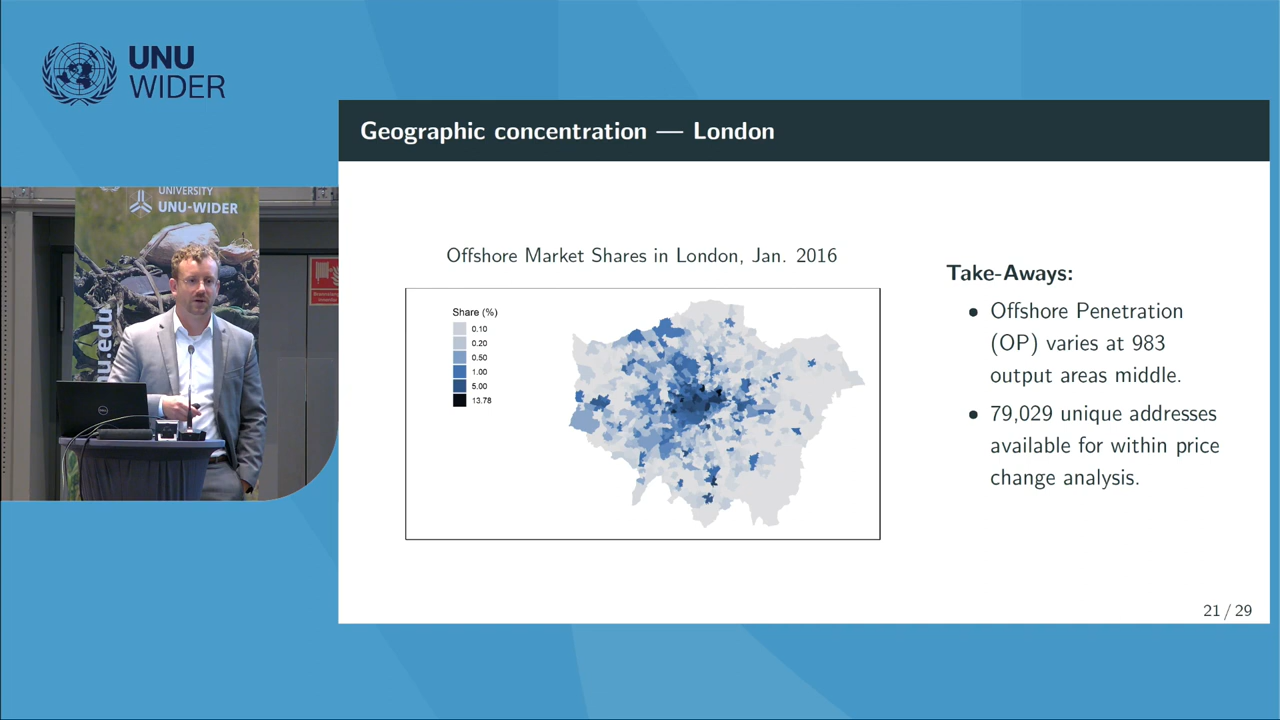 UNU
WIDER
Geographic concentration — London
UNIVERSITY
UNU-WIDER
nu.edu
Offshore Market Shares in London, Jan. 2016
Share (%)
0.10
0.20
0.50
1.00
5.00
13.78
Take-Aways:
• Offshore Penetration
(OP) varies at 983
output areas middle.
• 79,029 unique addresses
available for within price
change analysis.
21 / 29